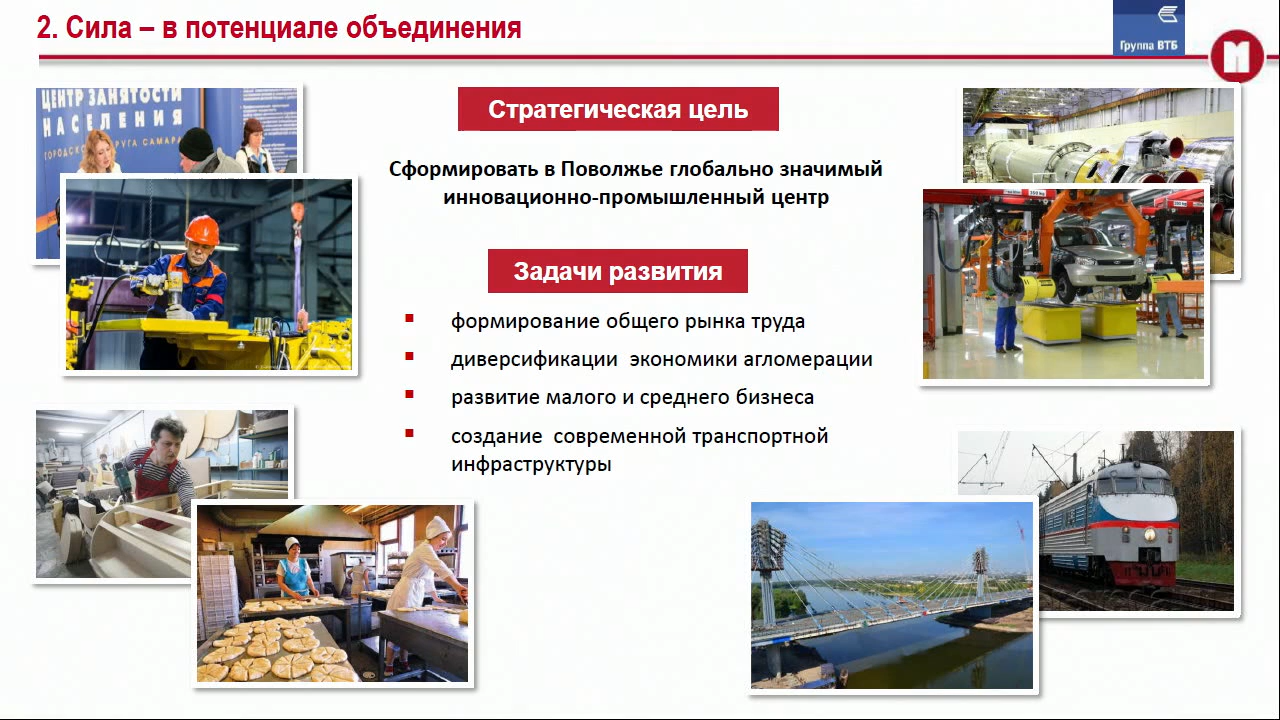 2. Сила – в потенциале объединения
Группа ВТБ
М
ЦЕНТР ЗАНЯТОСТИ
НАСЕЛЕНИЯ
Стратегическая цель
Сформировать в Поволжье глобально значимый
инновационно-промышленный центр
Задачи развития
формирование общего рынка труда
диверсификации экономики агломерации
развитие малого и среднего бизнеса
создание современной транспортной
инфраструктуры